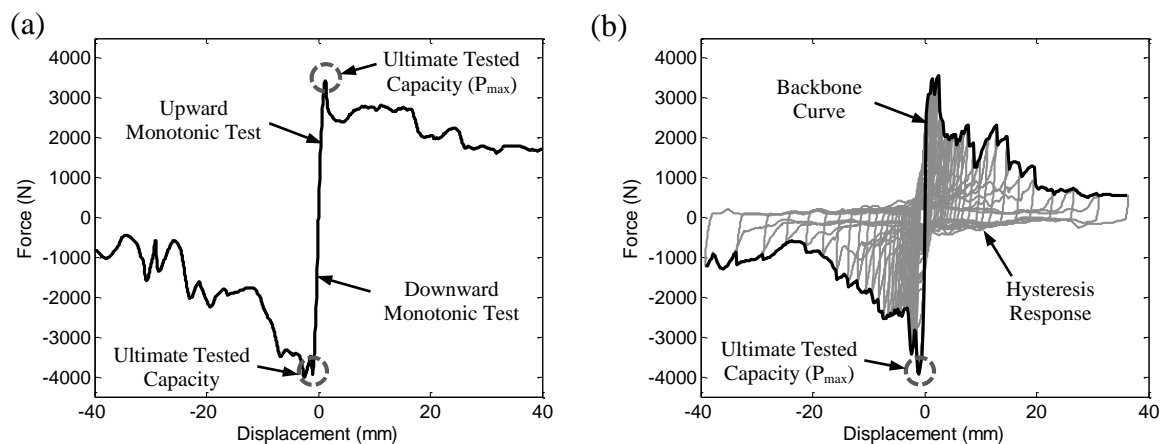 (a)
4000
3000
2000
1000
0
-1000
-2000
-3000
-4000
Force (N)
-40
-20
0
20
40
Displacement (mm)
Ultimate Tested
Capacity (Pmax)
Upward
Monotonic Test
Downward
Monotonic Test
Ultimate Tested
Capacity
(b)
4000
3000
2000
1000
0
-1000
-2000
-3000
-4000
Force (N)
-40
-20
0
20
40
Displacement (mm)
Backbone
Curve
Hysteresis
Response
Ultimate Tested
Capacity (Pmax)